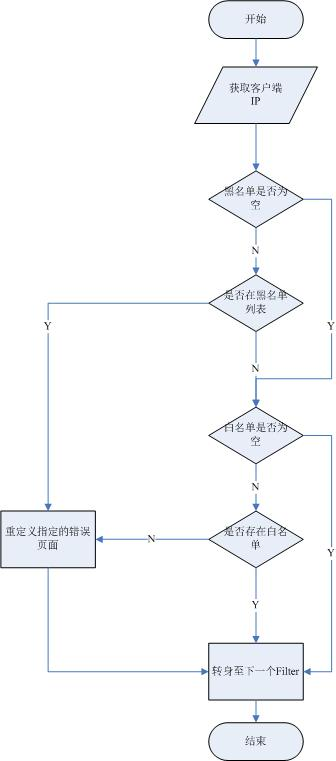 开始
获取客户端
IP
黑名单是否为
空
N
是否在黑名单
列表
Y
Y
N
白名单是否为
空
N
重定义指定的错误
页面
N
是否存在白名
单
Y
Y
转身至下一个Filter
结束